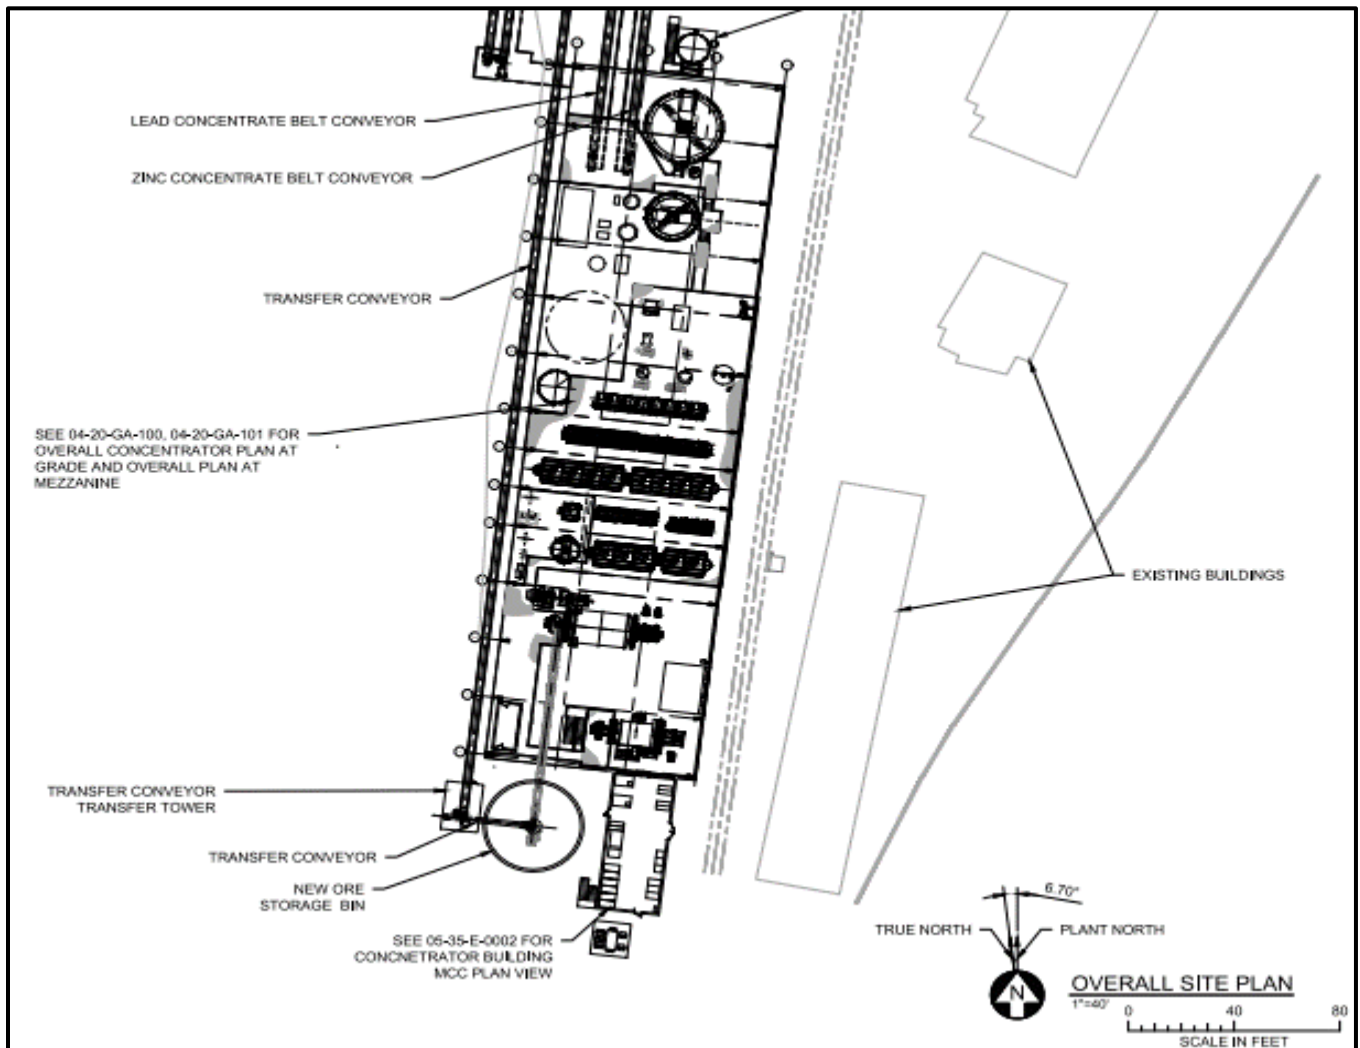 LEAD CONCENTRATE BELT CONVEYOR
ZINC CONCENTRATE BELT CONVEYOR
TRANSFER CONVEYOR
SEE 04-20-GA-100, 04-20-GA-101 FOR
OVERALL CONCENTRATOR PLAN AT
GRADE AND OVERALL PLAN AT
MEZZANINE
EXISTING BUILDINGS
TRANSFER CONVEYOR
TRANSFER TOWER
TRANSFER CONVEYOR
NEW ORE
STORAGE BIN
SEE 05-35-E-0002 FOR
CONCNETRATOR BUILDING
MCC PLAN VIEW
6.70°
TRUE NORTH
PLANT NORTH
N
OVERALL SITE PLAN
1"=40'
0 40 80
SCALE IN FEET